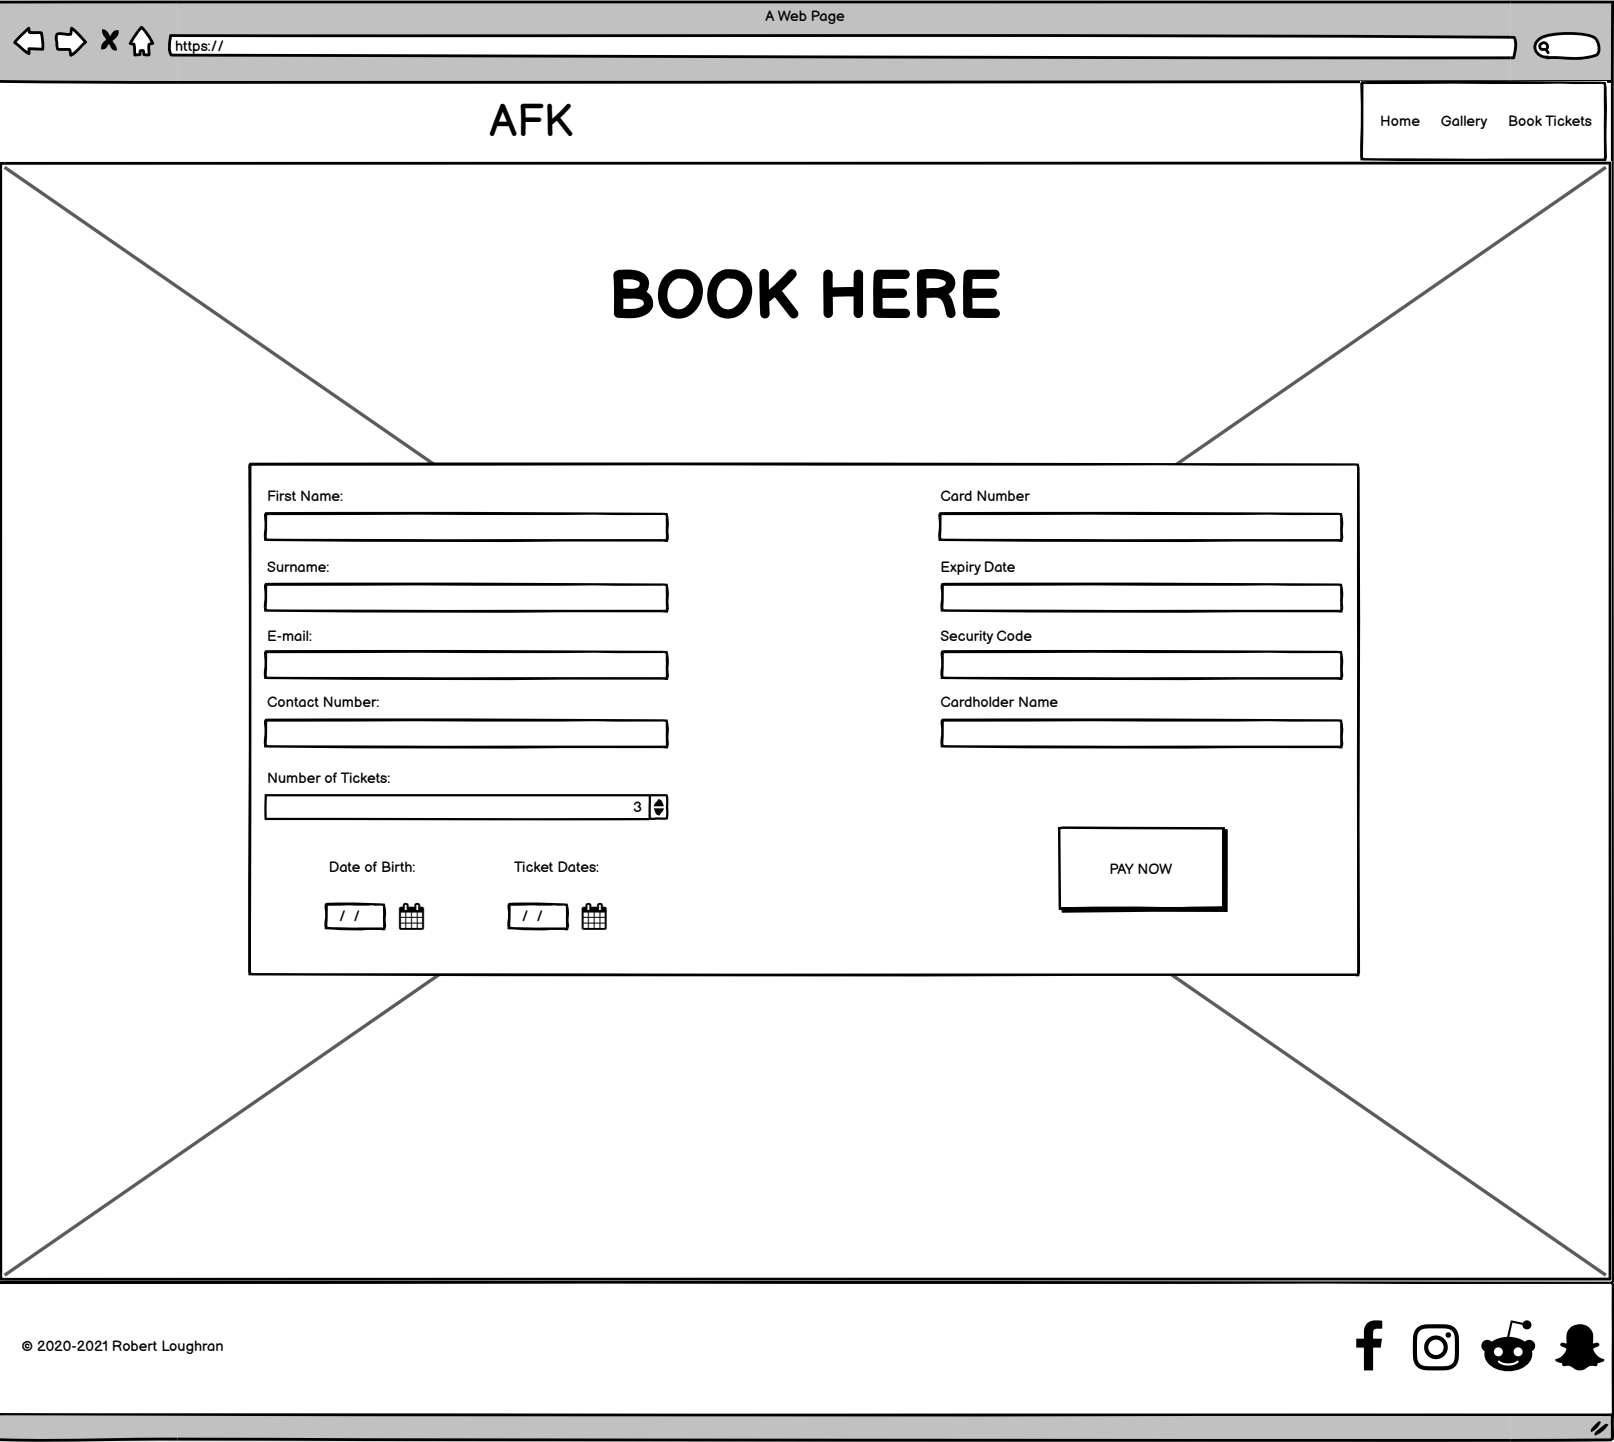 A Web Page
https://
AFK
Home Gallery Book Tickets
BOOK HERE
First Name:
Surname:
E-mail:
Contact Number:
Number of Tickets:
3
Date of Birth: Ticket Dates:
/ / / /
Card Number
Expiry Date
Security Code
Cardholder Name
PAY NOW
© 2020-2021 Robert Loughran